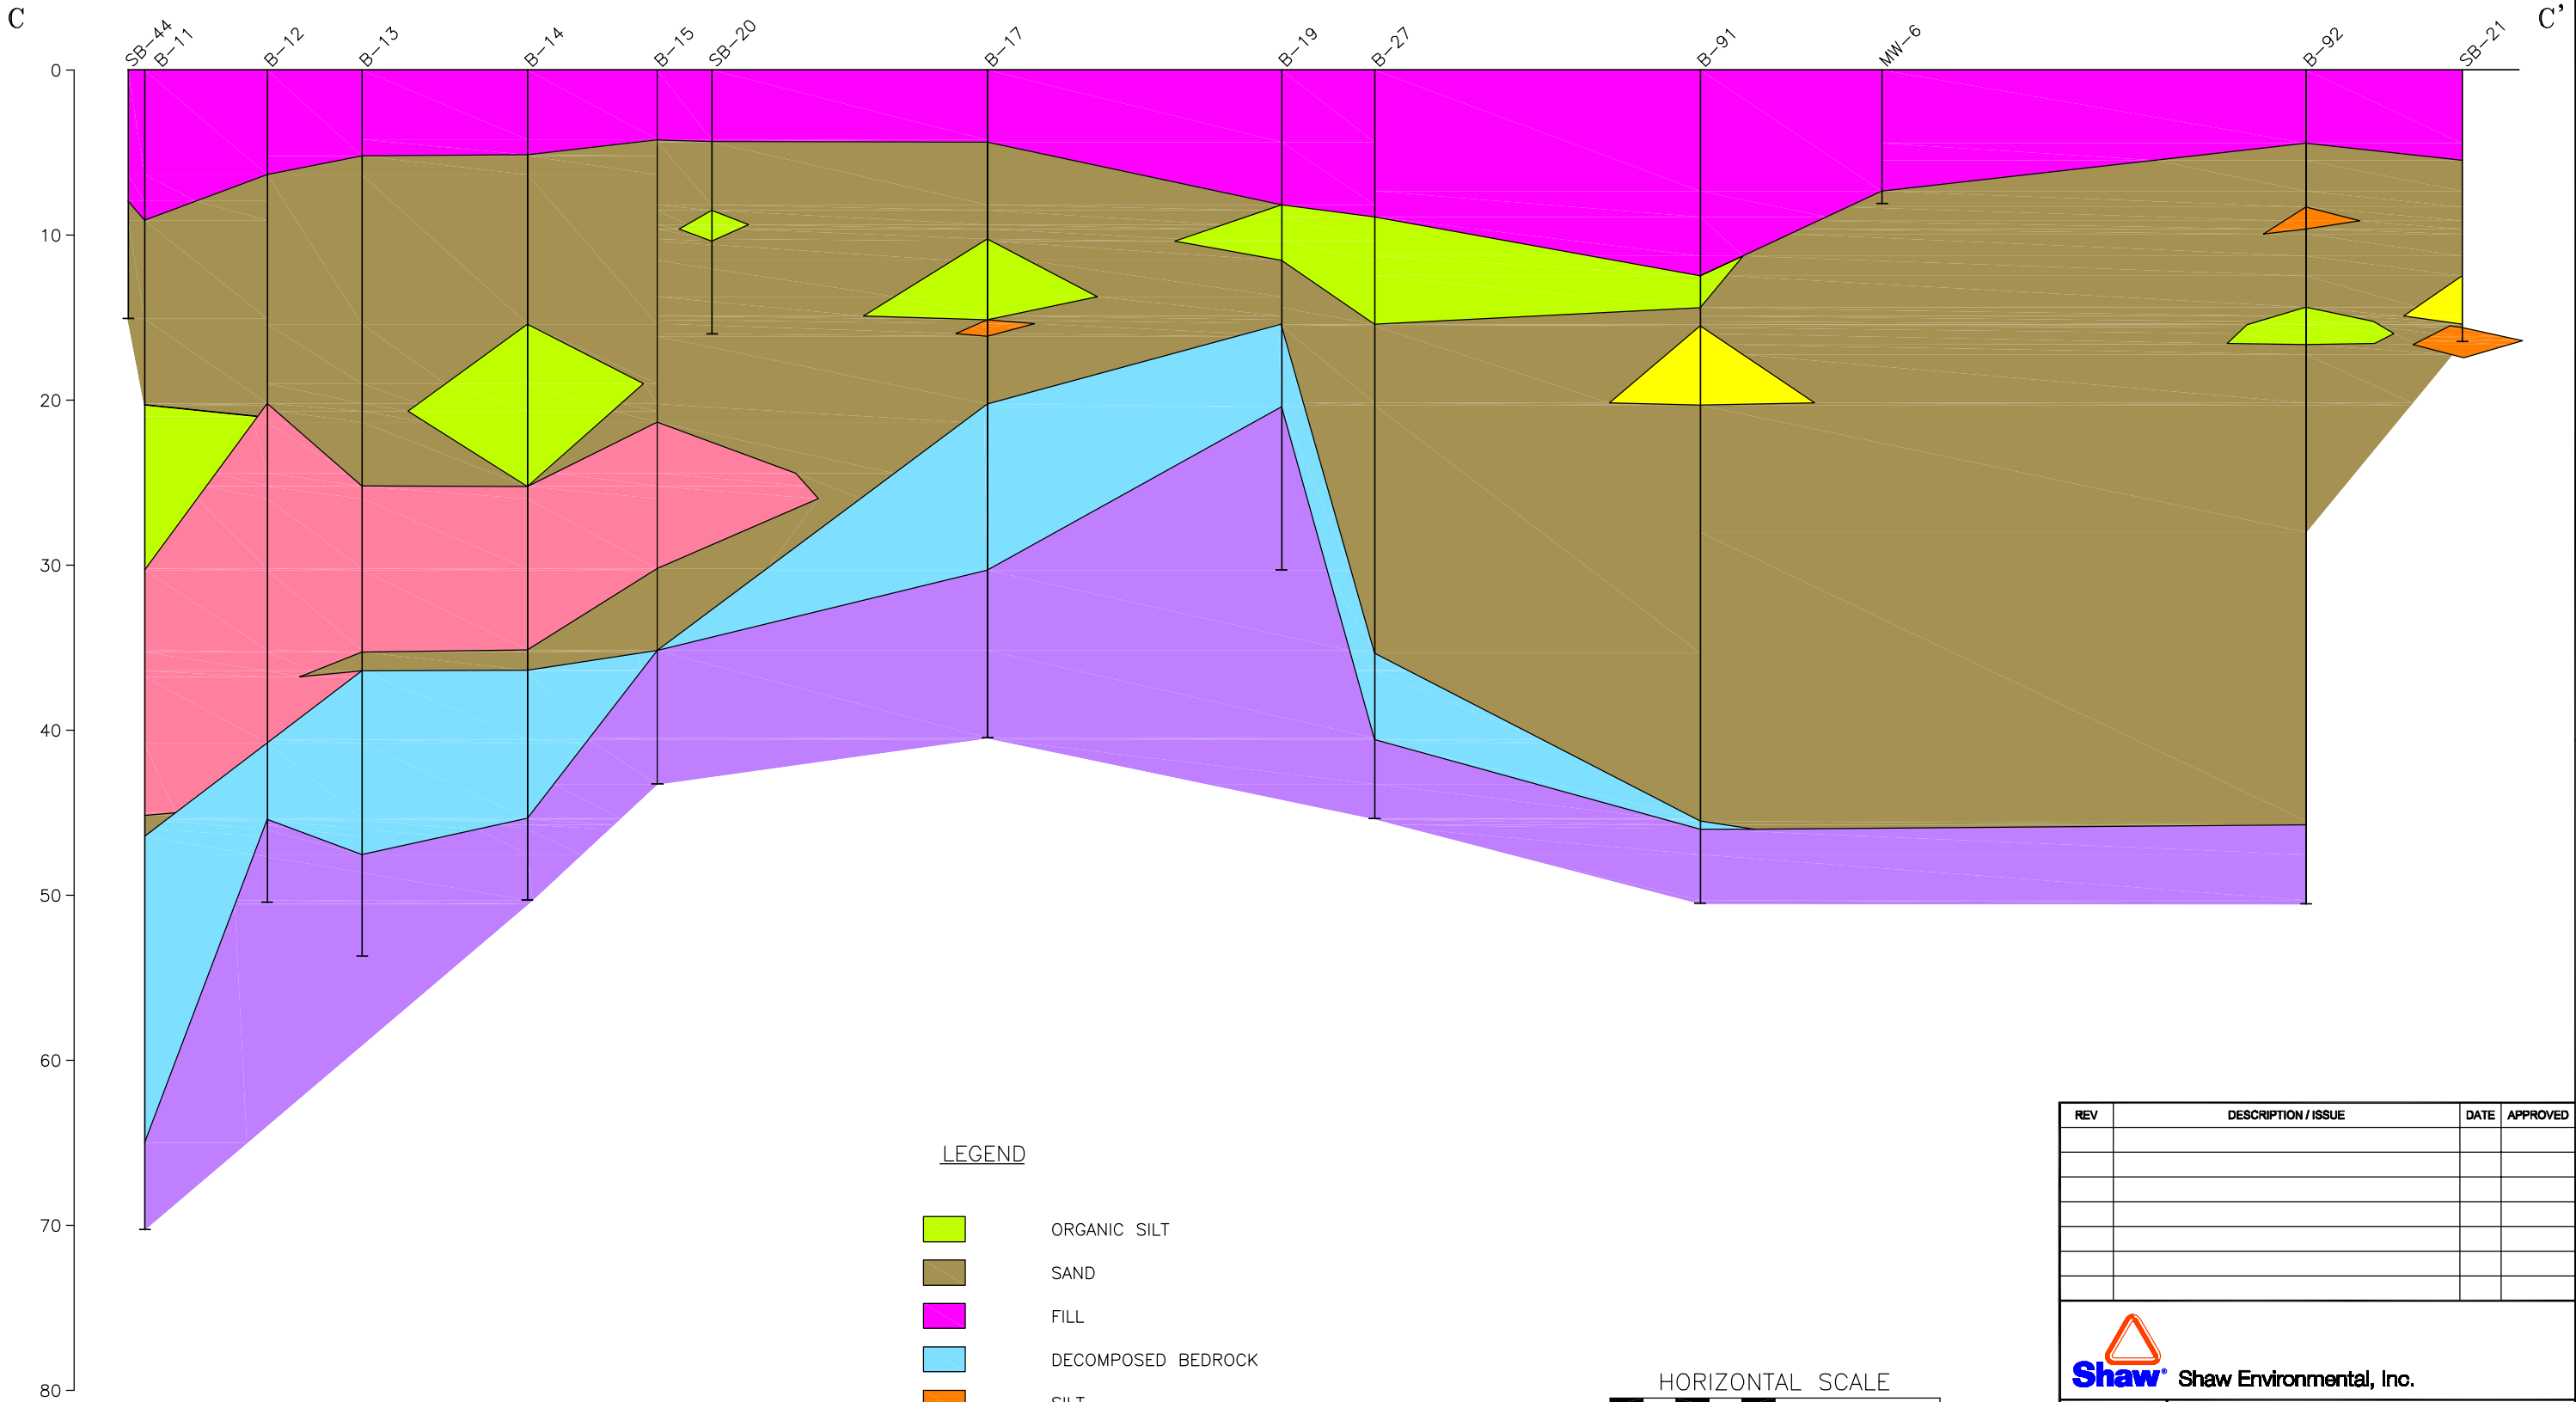 C
C’
SB-44
B-11
B-12
B-13
B-14
B-15
SB-20
B-17
B-19
B-27
B-91
MW-6
B-92
SB-21
0
10
20
30
40
50
60
70
80
LEGEND
ORGANIC SILT
SAND
FILL
DECOMPOSED BEDROCK
SILT
HORIZONTAL SCALE
REV DESCRIPTION / ISSUE DATE APPROVED
Shaw® Shaw Environmental, Inc.